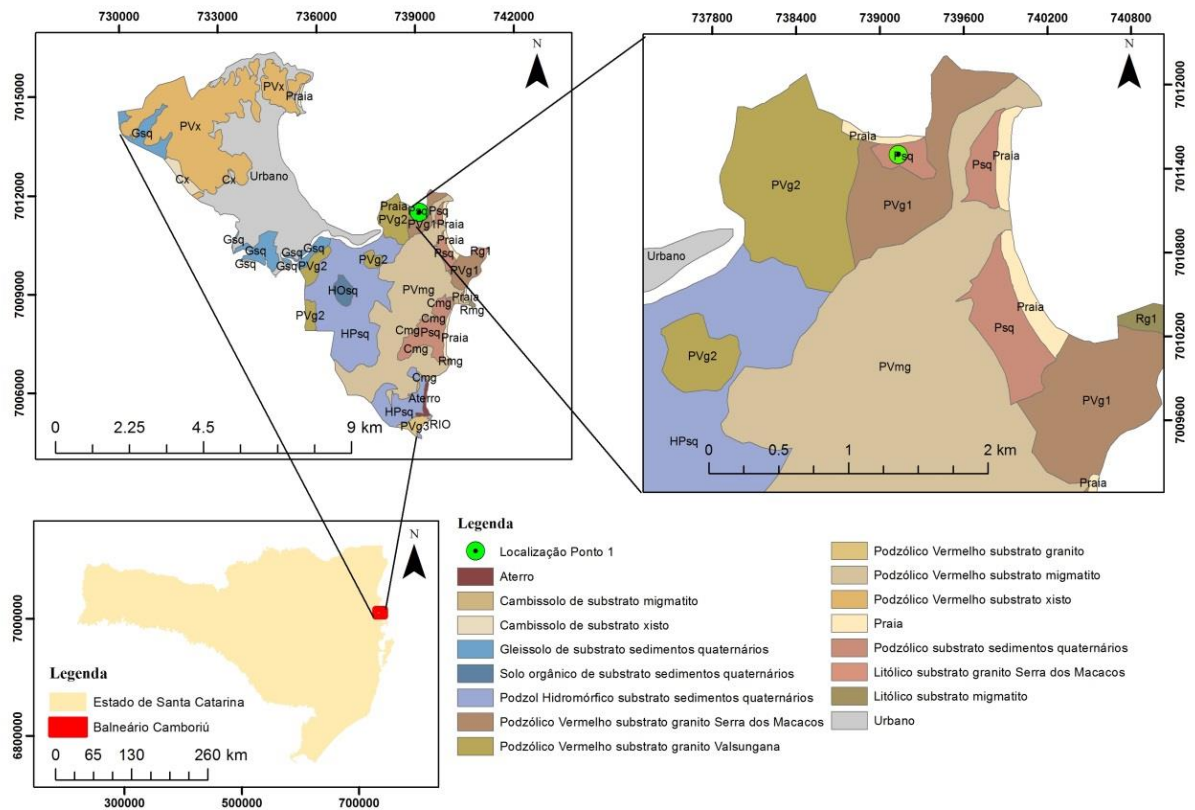 730000 733000 736000 739000 742000
7015000
7012000
7009000
7006000
N
PVx
Praia
PVx
Gsq
Cx
Cx
Urbano
Praia
Psq
Psq
PVg2
PVg1
Praia
Gsq
Gsq
Gsq
Gsq
Gsq
Gsq
PVg2
PVg2
Praia
Psq
Rg1
PVg1
HOsq
PVmg
Praia
Rmg
PVg2
Cmg
Cmg
HPsq
Cmg
Psq
Praia
Cmg
Rmg
Cmg
Aterro
HPsq
PVg3
RIO
0 2.25 4.5 9 km
737800 738400 739000 739600 740200 740800
7012000
7011400
7010800
7010200
7009600
N
Praia
Psq
Psq
Praia
PVg2
PVg1
Urbano
Praia
Psq
Rg1
PVg2
PVmg
PVg1
HPsq
0 0.5 1 2 km
Praia
N
7000000
6800000
Legenda
Estado de Santa Catarina
Balneário Camboriú
0 65 130 260 km
300000 500000 700000
Legenda
Localização Ponto 1
Aterro
Cambissolo de substrato migmatito
Cambissolo de substrato xisto
Gleissolo de substrato sedimentos quaternários
Solo orgânico de substrato sedimentos quaternários
Podzol Hidromórfico substrato sedimentos quaternários
Podzólico Vermelho substrato granito Serra dos Macacos
Podzólico Vermelho substrato granito Valsungana
Podzólico Vermelho substrato granito
Podzólico Vermelho substrato migmatito
Podzólico Vermelho substrato xisto
Praia
Podzólico substrato sedimentos quaternários
Litólico substrato granito Serra dos Macacos
Litólico substrato migmatito
Urbano